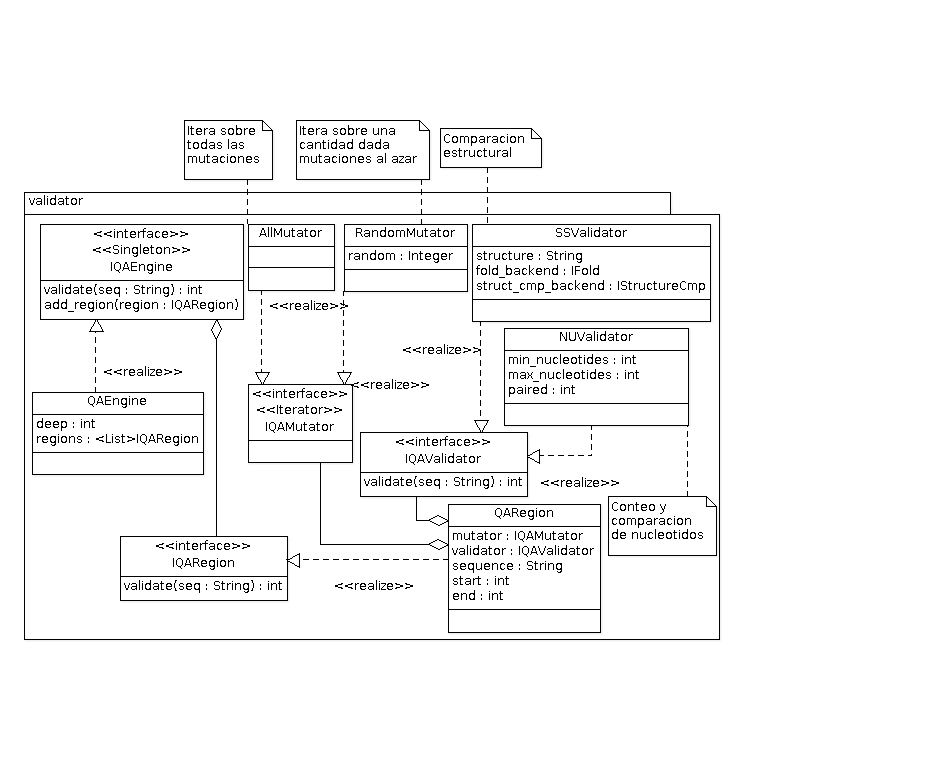 Itera sobre
todas las
mutaciones
Itera sobre una
cantidad dada
mutaciones al azar
Comparacion
estructural
validator
<<interface>>
<<Singleton>>
IQAEngine
validate(seq : String) : int
add_region(region : IQARegion)
AllMutator
RandomMutator
random : Integer
SSValidator
structure : String
fold_backend : IFold
struct_cmp_backend : IStructureCmp
<<realize>>
NUValidator
min_nucleotides : int
max_nucleotides : int
paired : int
<<realize>>
<<realize>>
<<realize>>
QAEngine
deep : int
regions : <List>IQARegion
<<interface>>
<<Iterator>>
IQAMutator
<<interface>>
IQAValidator
validate(seq : String) : int
<<realize>>
Conteo y
comparacion
de nucleotidos
QARegion
mutator : IQAMutator
validator : IQAValidator
sequence : String
start : int
end : int
<<interface>>
IQARegion
validate(seq : String) : int
<<realize>>